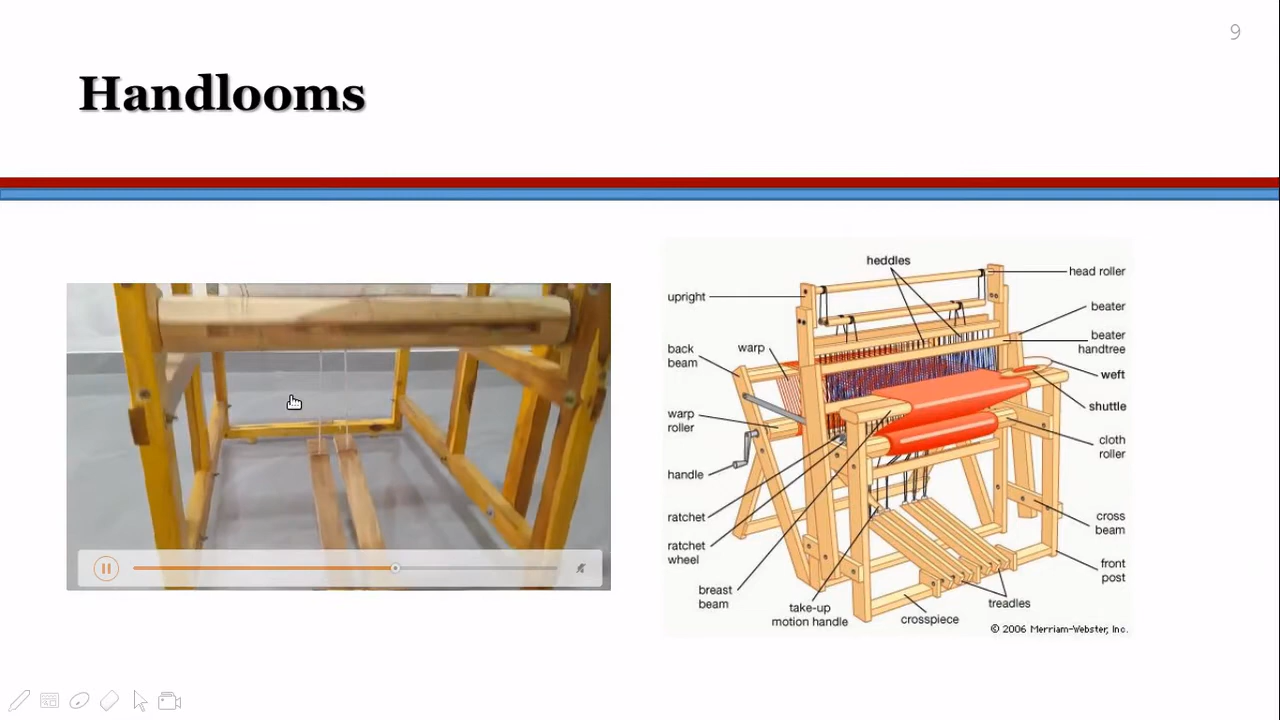 9
Handlooms
heddles
head roller
upright
beater
beater
handtree
back
beam
warp
weft
shuttle
warp
roller
cloth
roller
handle
ratchet
cross
beam
ratchet
wheel
front
post
breast
beam
take-up
motion handle
treadles
crosspiece
© 2006 Merriam-Webster, Inc.